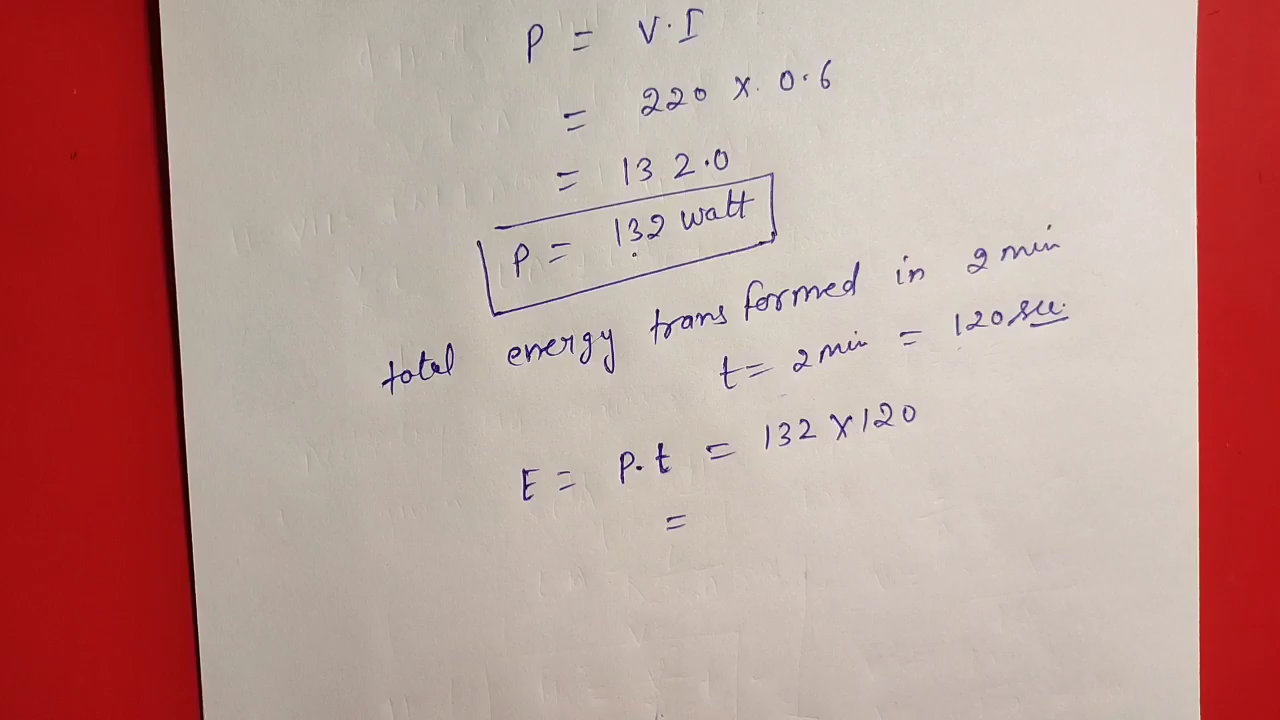 P = V·I
= 220 x 0.6
= 132.0
P = 132 watt
total energy transformed in 2 min
t = 2 min = 120 sec.
E = P.t = 132 x 120
=